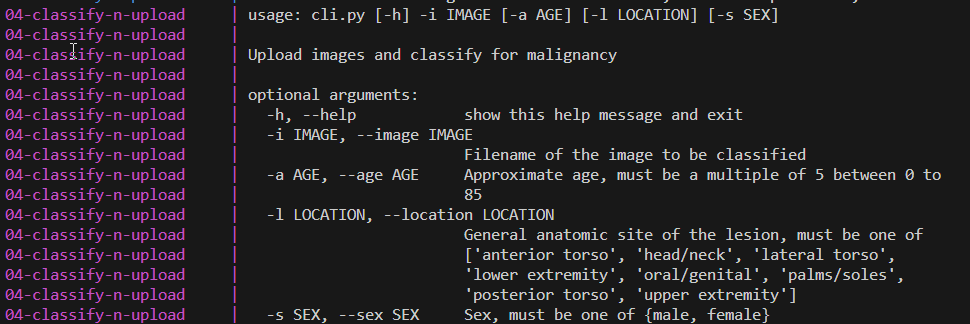 04-classify-n-upload | usage: cli.py [-h] -i IMAGE [-a AGE] [-l LOCATION] [-s SEX]
04-classify-n-upload |
04-classify-n-upload | Upload images and classify for malignancy
04-classify-n-upload |
04-classify-n-upload | optional arguments:
04-classify-n-upload |   -h, --help            show this help message and exit
04-classify-n-upload |   -i IMAGE, --image IMAGE
04-classify-n-upload |                         Filename of the image to be classified
04-classify-n-upload |   -a AGE, --age AGE     Approximate age, must be a multiple of 5 between 0 to
04-classify-n-upload |                         85
04-classify-n-upload |   -l LOCATION, --location LOCATION
04-classify-n-upload |                         General anatomic site of the lesion, must be one of
04-classify-n-upload |                         ['anterior torso', 'head/neck', 'lateral torso',
04-classify-n-upload |                         'lower extremity', 'oral/genital', 'palms/soles',
04-classify-n-upload |                         'posterior torso', 'upper extremity']
04-classify-n-upload |   -s SEX, --sex SEX     Sex, must be one of {male, female}